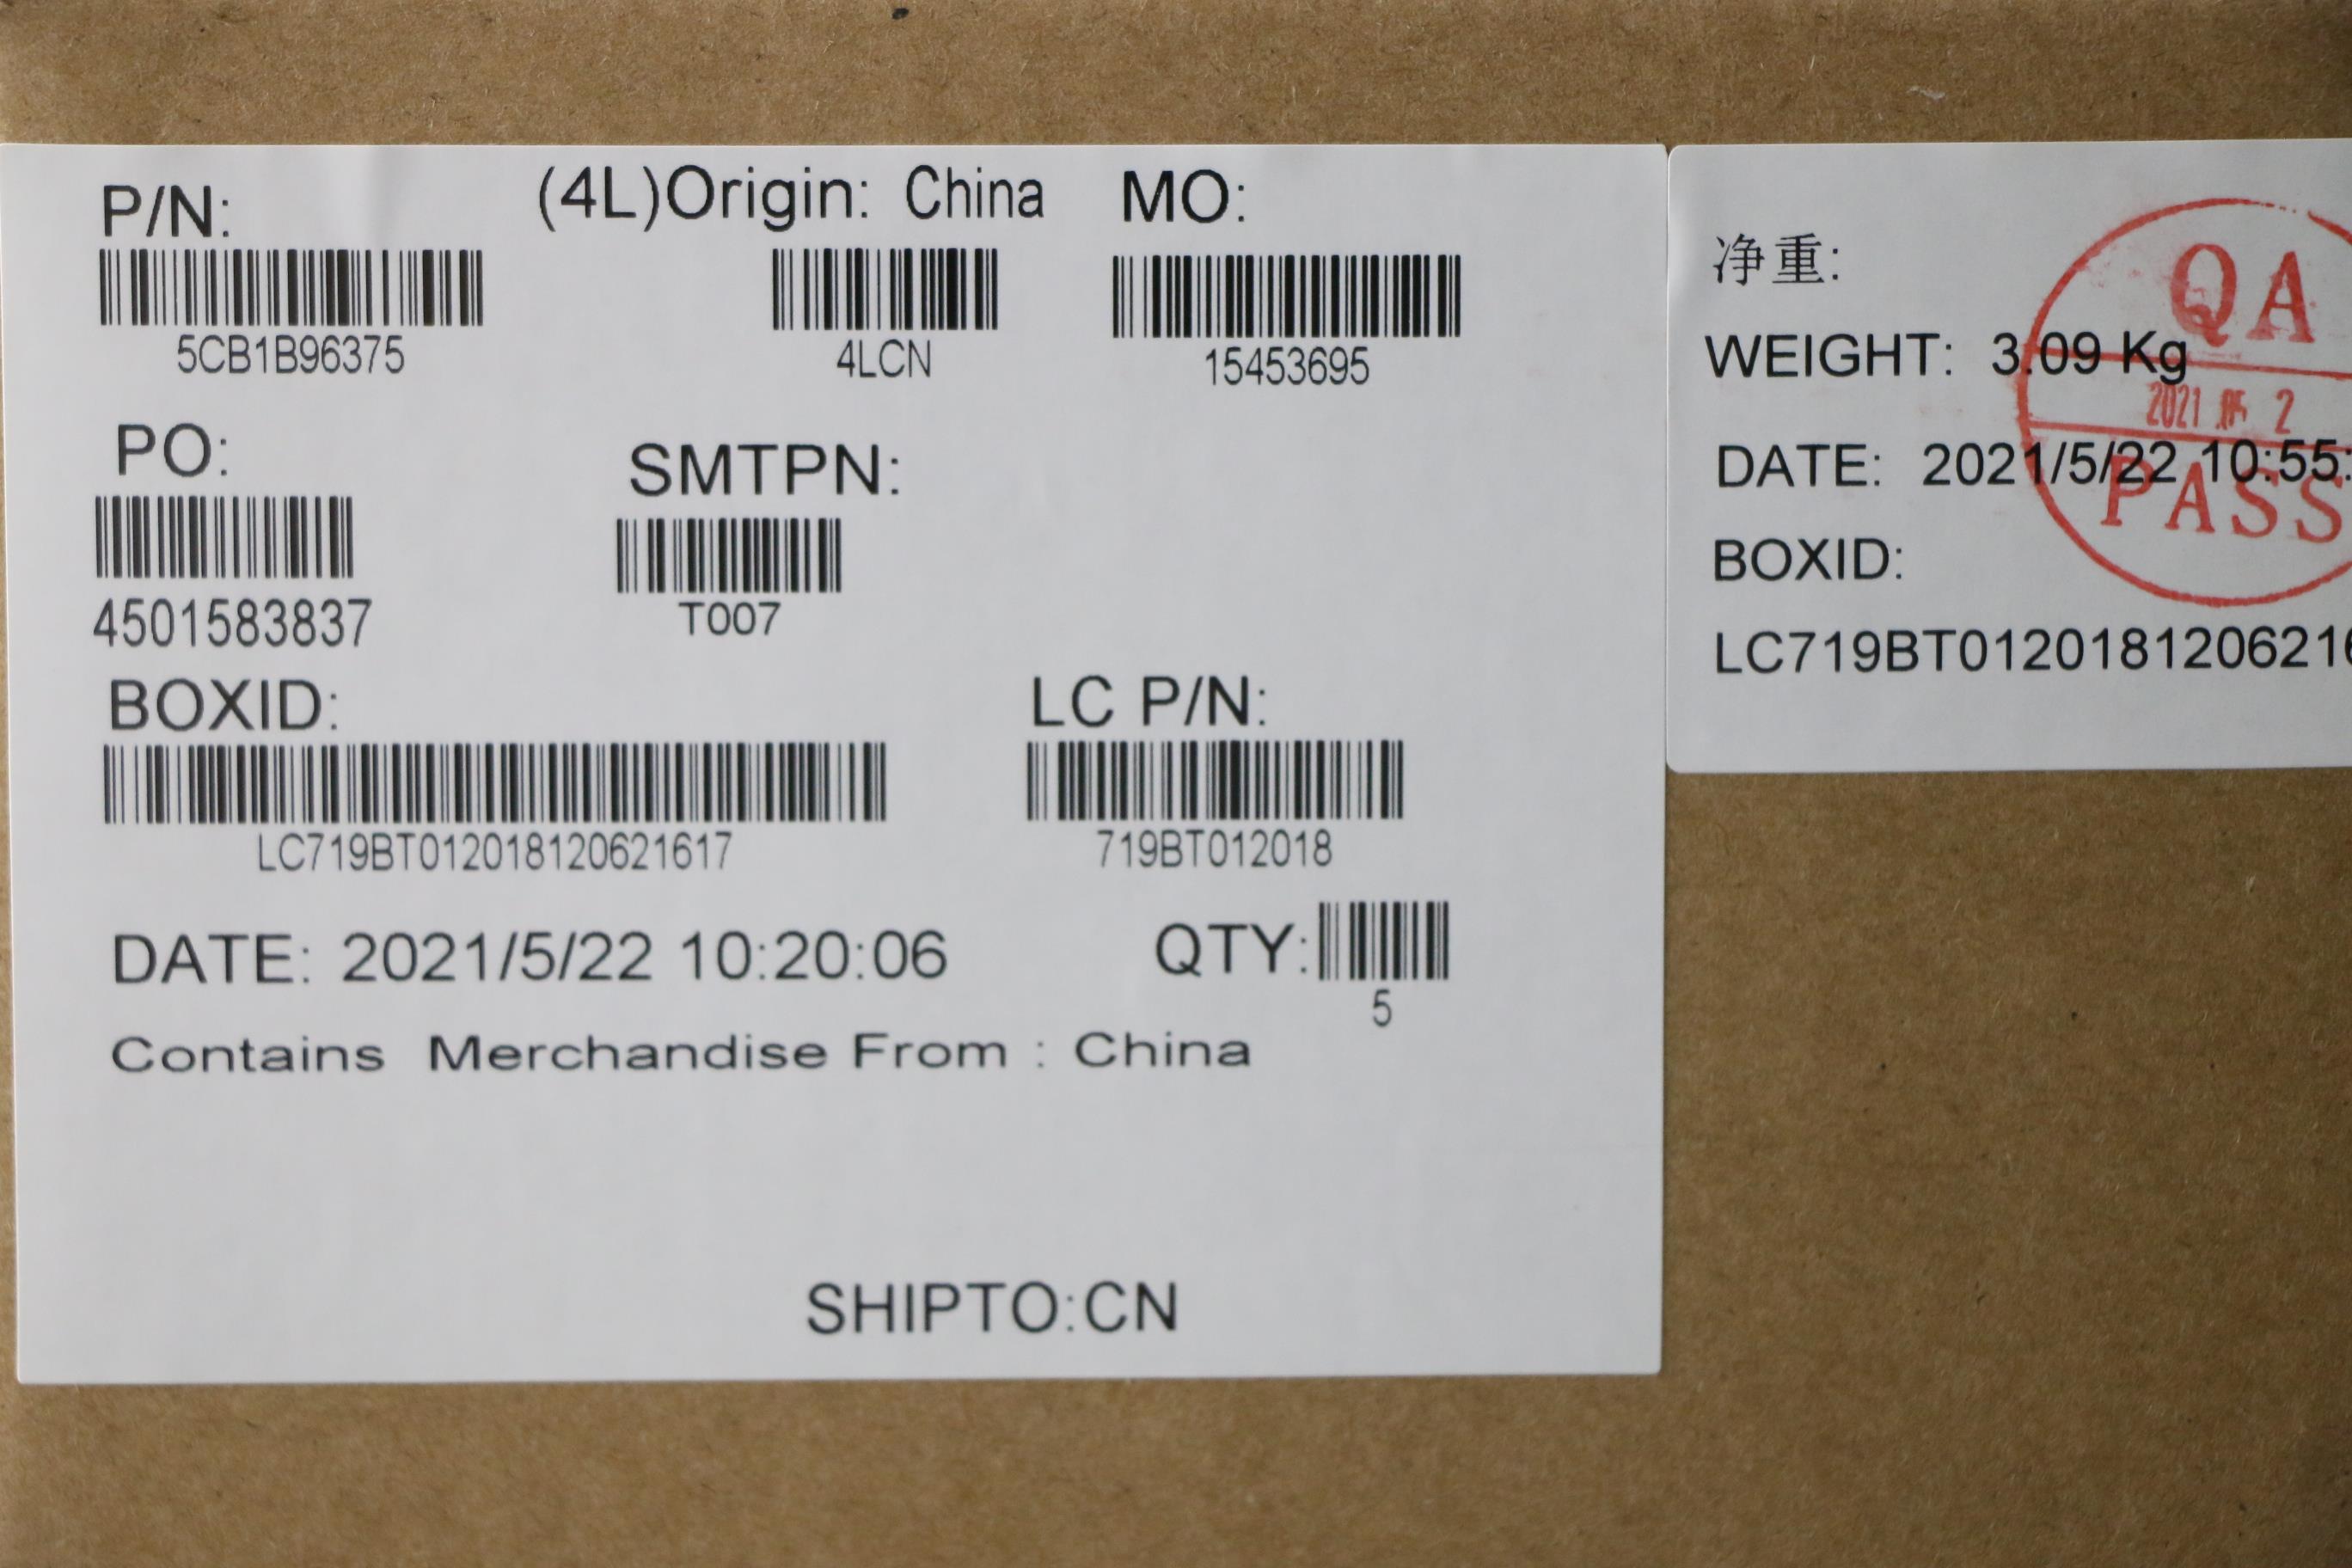 P/N: (4L)Origin: China MO:
5CB1B96375 4LCN 15453695
PO: SMTPN:
4501583837 T007
BOXID: LC P/N:
LC719BT012018120621617 719BT012018
DATE: 2021/5/22 10:20:06 QTY:
5
Contains Merchandise From : China
SHIPTO:CN
净重:
WEIGHT: 3.09 Kg
DATE: 2021/5/22 10:55:
BOXID:
LC719BT0120181206216
QA
2021
PASS